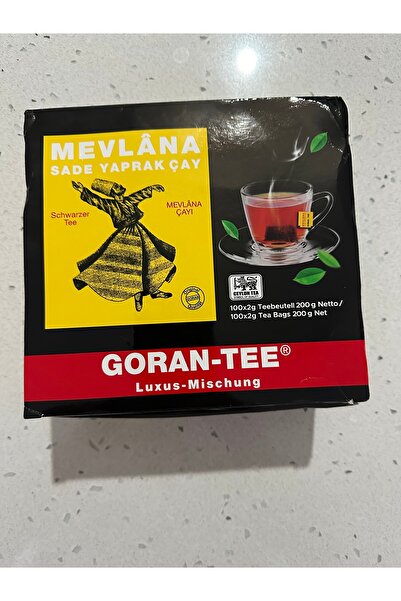 MEVLÂNA
SADE YAPRAK ÇAY
Schwarzer
Tee
MEVLÂNA
ÇAYI
CEYLON TEA
100x2g Teebeutell 200 g Netto/
100x2g Tea Bags 200 g Net
GORAN-TEE®
Luxus-Mischung